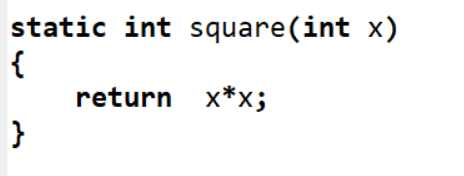 static int square(int x)
{
return x*x;
}